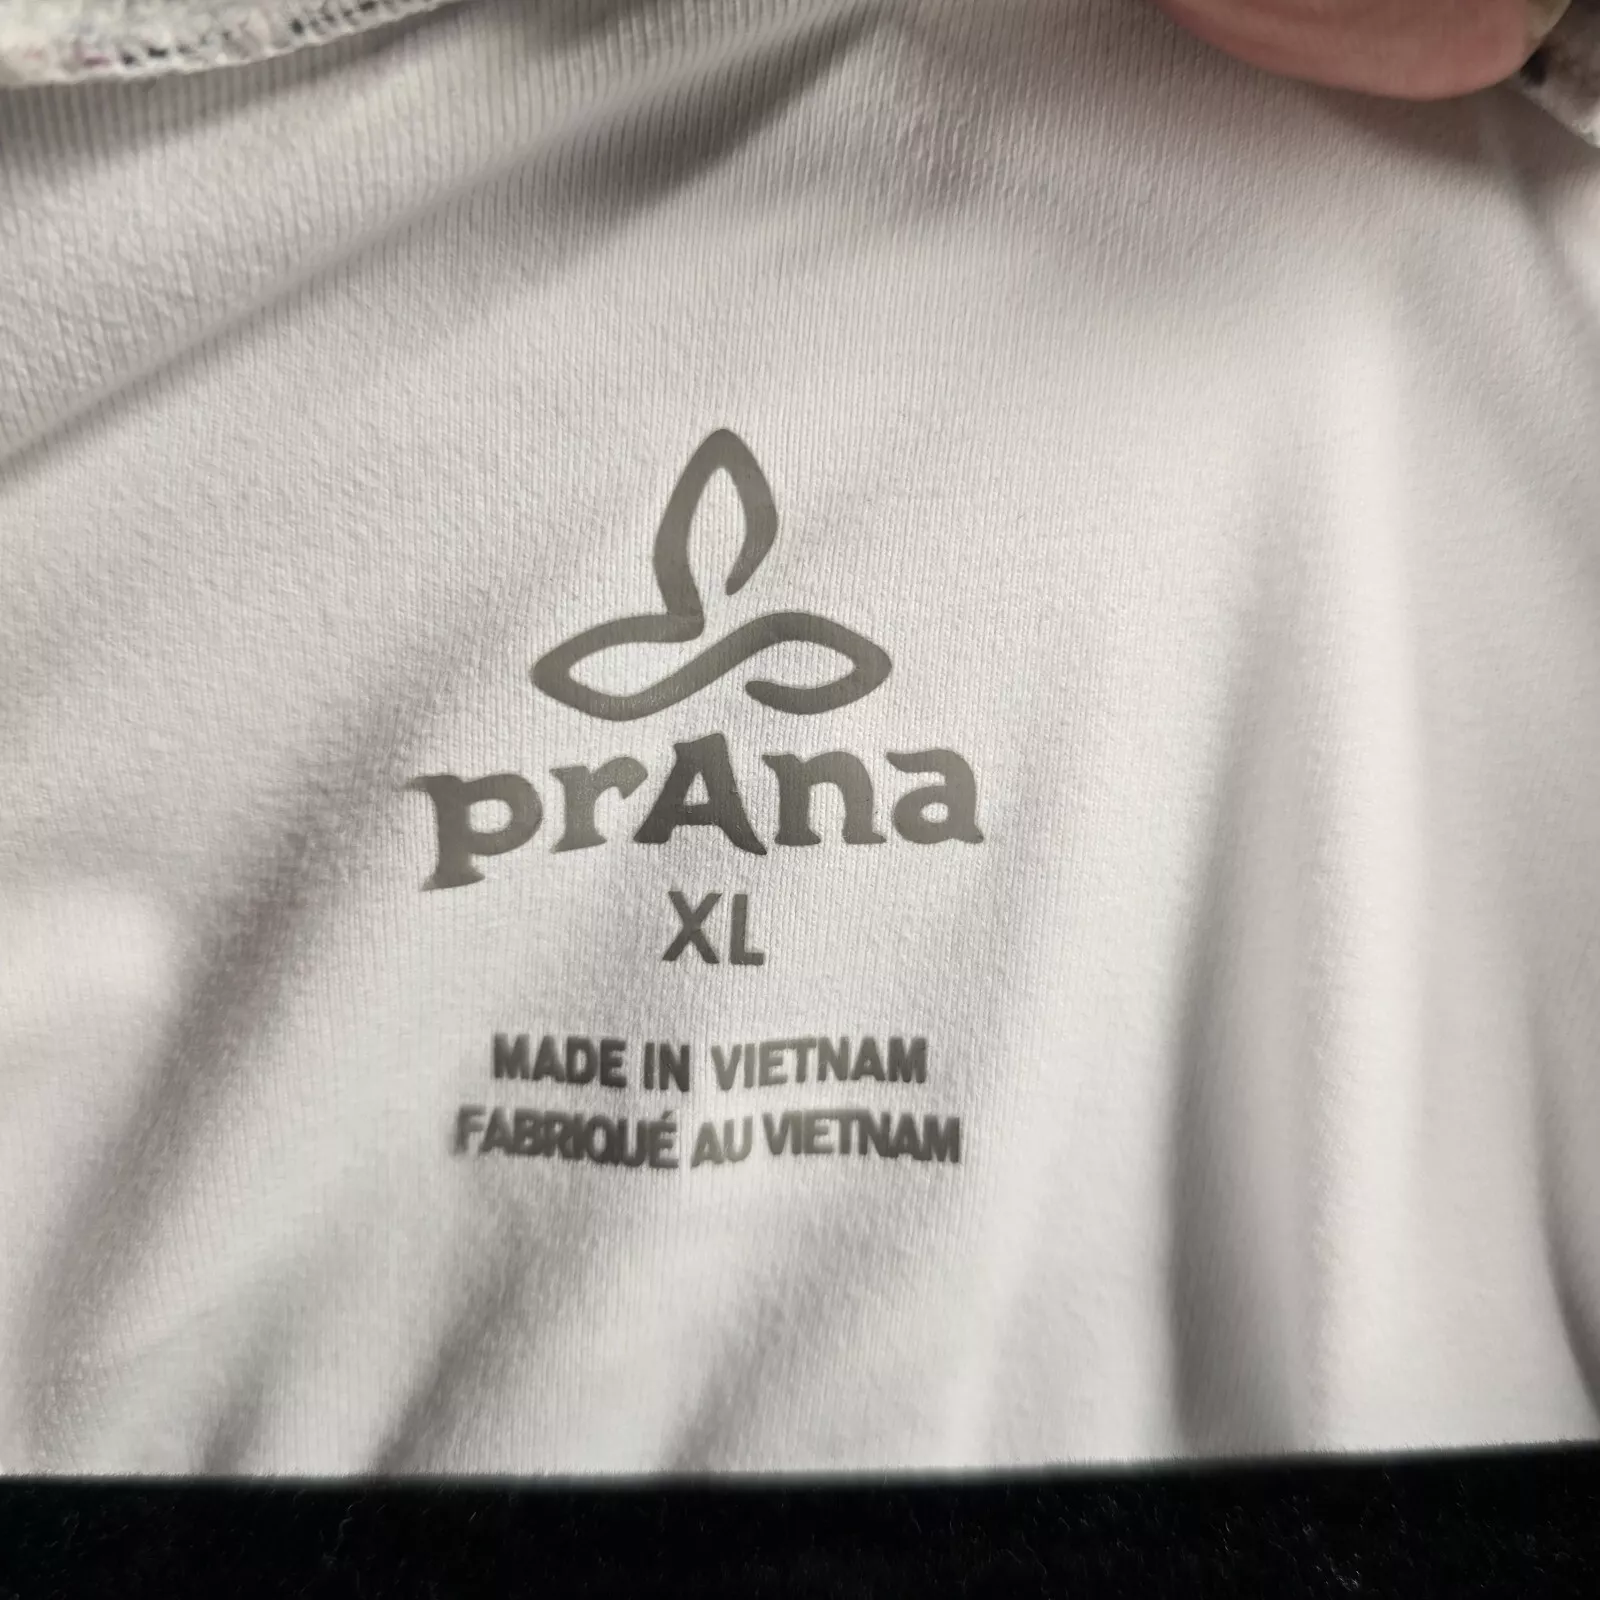 prAna
XL
MADE IN VIETNAM
FABRIQUÉ AU VIETNAM